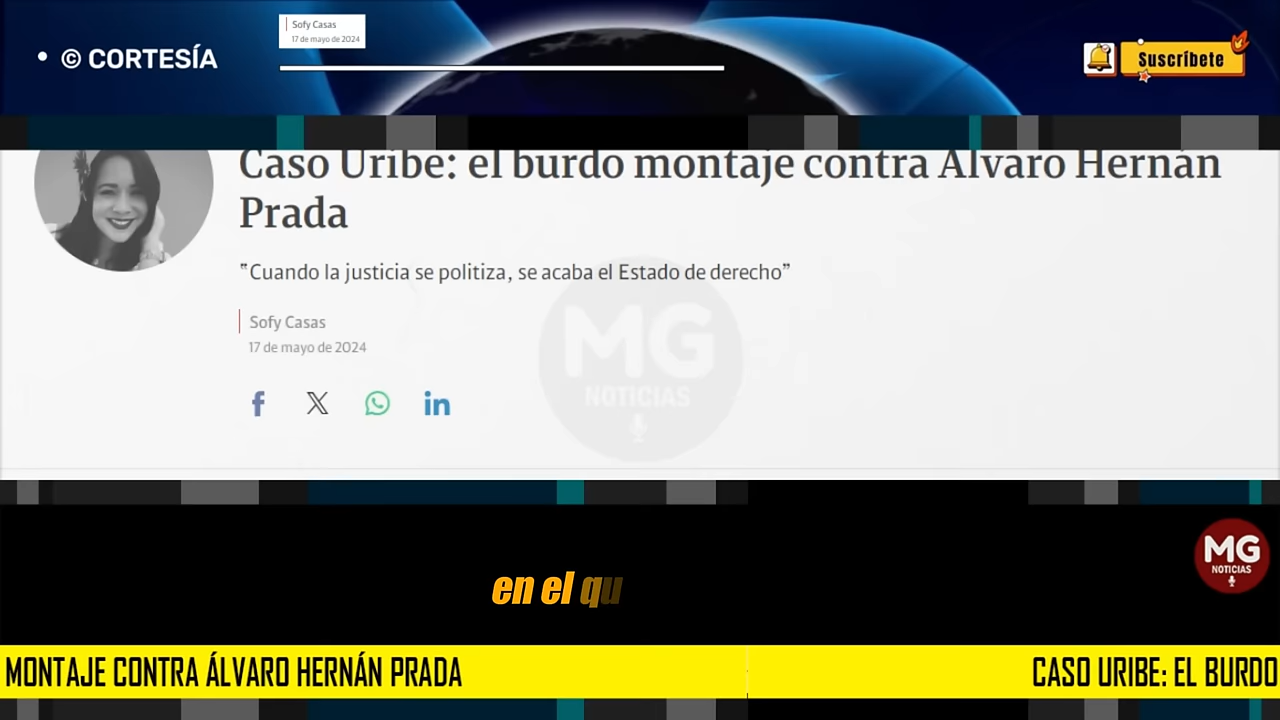 Sofy Casas
17 de mayo de 2024
• © CORTESÍA
Suscríbete
Caso Uribe: el burdo montaje contra Álvaro Hernán
Prada
"Cuando la justicia se politiza, se acaba el Estado de derecho”
Sofy Casas
17 de mayo de 2024
MG
NOTICIAS
MG
NOTICIAS
en el qu
MONTAJE CONTRA ÁLVARO HERNÁN PRADA
CASO URIBE: EL BURDO